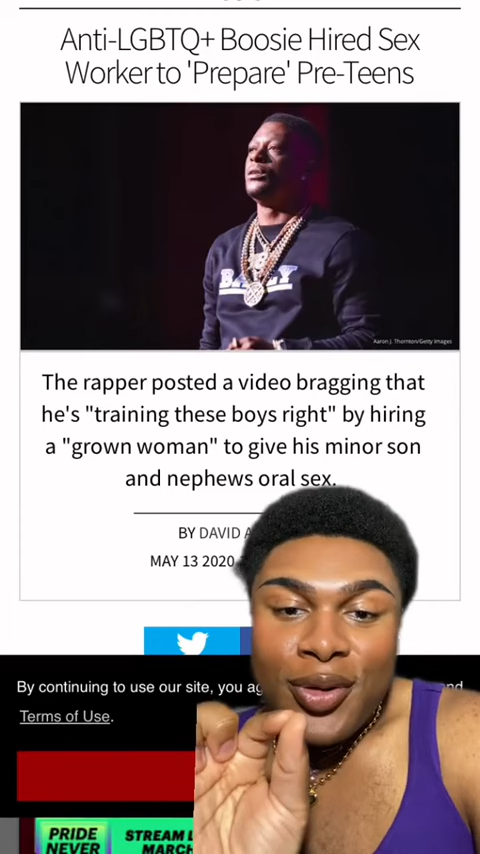 Anti-LGBTQ+ Boosie Hired Sex
Worker to 'Prepare' Pre-Teens
Aaron J. Thornton/Getty Images
The rapper posted a video bragging that
he's "training these boys right" by hiring
a "grown woman" to give his minor son
and nephews oral sex.
BY DAVID A
MAY 13 2020
By continuing to use our site, you ag
nd
Terms of Use.
PRIDE
NEVER
STREAM L
MARCH